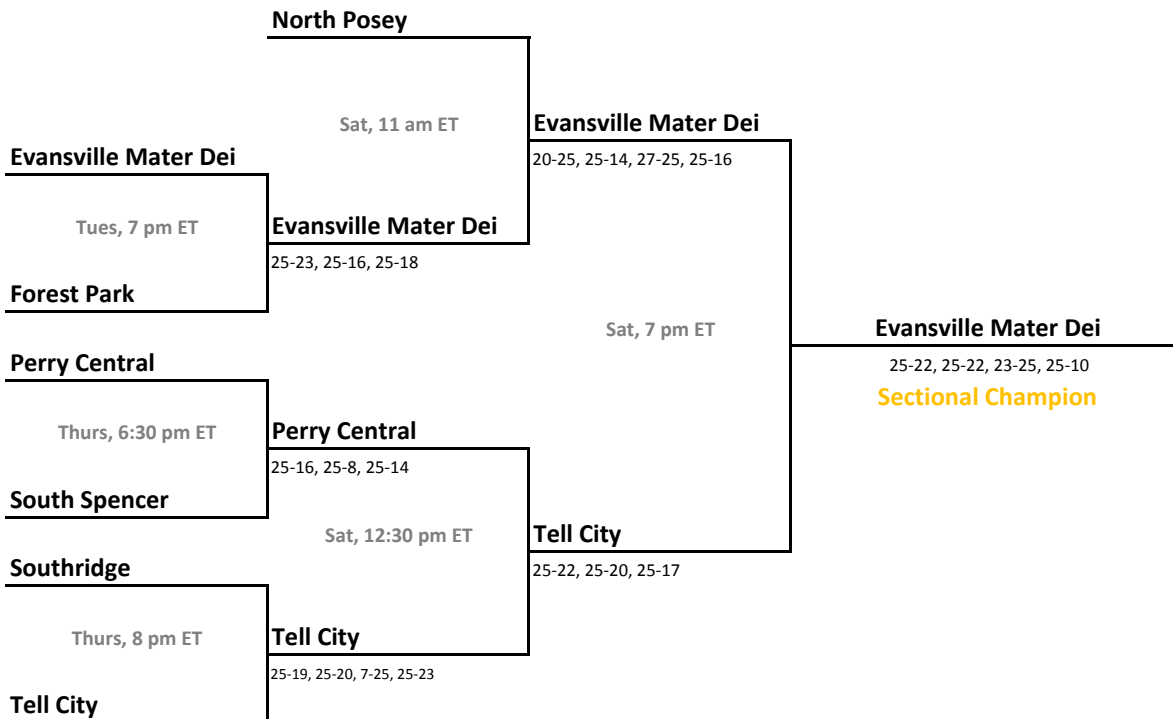 North Posey
Sat, 11 am ET
Evansville Mater Dei
20-25, 25-14, 27-25, 25-16
Evansville Mater Dei
Tues, 7 pm ET
Evansville Mater Dei
25-23, 25-16, 25-18
Forest Park
Sat, 7 pm ET
Evansville Mater Dei
25-22, 25-22, 23-25, 25-10
Sectional Champion
Perry Central
Thurs, 6:30 pm ET
Perry Central
25-16, 25-8, 25-14
South Spencer
Sat, 12:30 pm ET
Tell City
25-22, 25-20, 25-17
Southridge
Thurs, 8 pm ET
Tell City
25-19, 25-20, 7-25, 25-23
Tell City